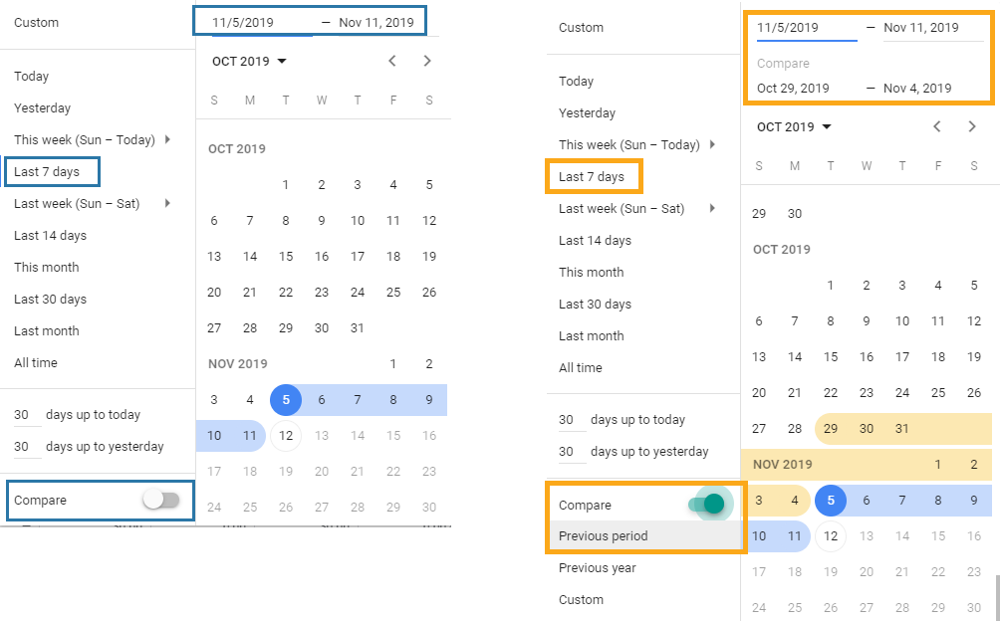 Custom
Today
Yesterday
This week (Sun – Today)
Last 7 days
Last week (Sun – Sat)
Last 14 days
This month
Last 30 days
Last month
All time
30 days up to today
30 days up to yesterday
Compare
11/5/2019 — Nov 11, 2019
OCT 2019
S M T W T F S
OCT 2019
1 2 3 4 5
6 7 8 9 10 11 12
13 14 15 16 17 18 19
20 21 22 23 24 25 26
27 28 29 30 31
NOV 2019 1 2
3 4 5 6 7 8 9
10 11 12 13 14 15 16
17 18 19 20 21 22 23
24 25 26 27 28 29 30
Custom
Today
Yesterday
This week (Sun – Today)
Last 7 days
Last week (Sun – Sat)
Last 14 days
This month
Last 30 days
Last month
All time
30 days up to today
30 days up to yesterday
Compare
Previous period
Previous year
Custom
11/5/2019 — Nov 11, 2019
Compare
Oct 29, 2019 — Nov 4, 2019
OCT 2019
S M T W T F S
29 30
OCT 2019
1 2 3 4 5
6 7 8 9 10 11 12
13 14 15 16 17 18 19
20 21 22 23 24 25 26
27 28 29 30 31
NOV 2019 1 2
3 4 5 6 7 8 9
10 11 12 13 14 15 16
17 18 19 20 21 22 23
24 25 26 27 28 29 30